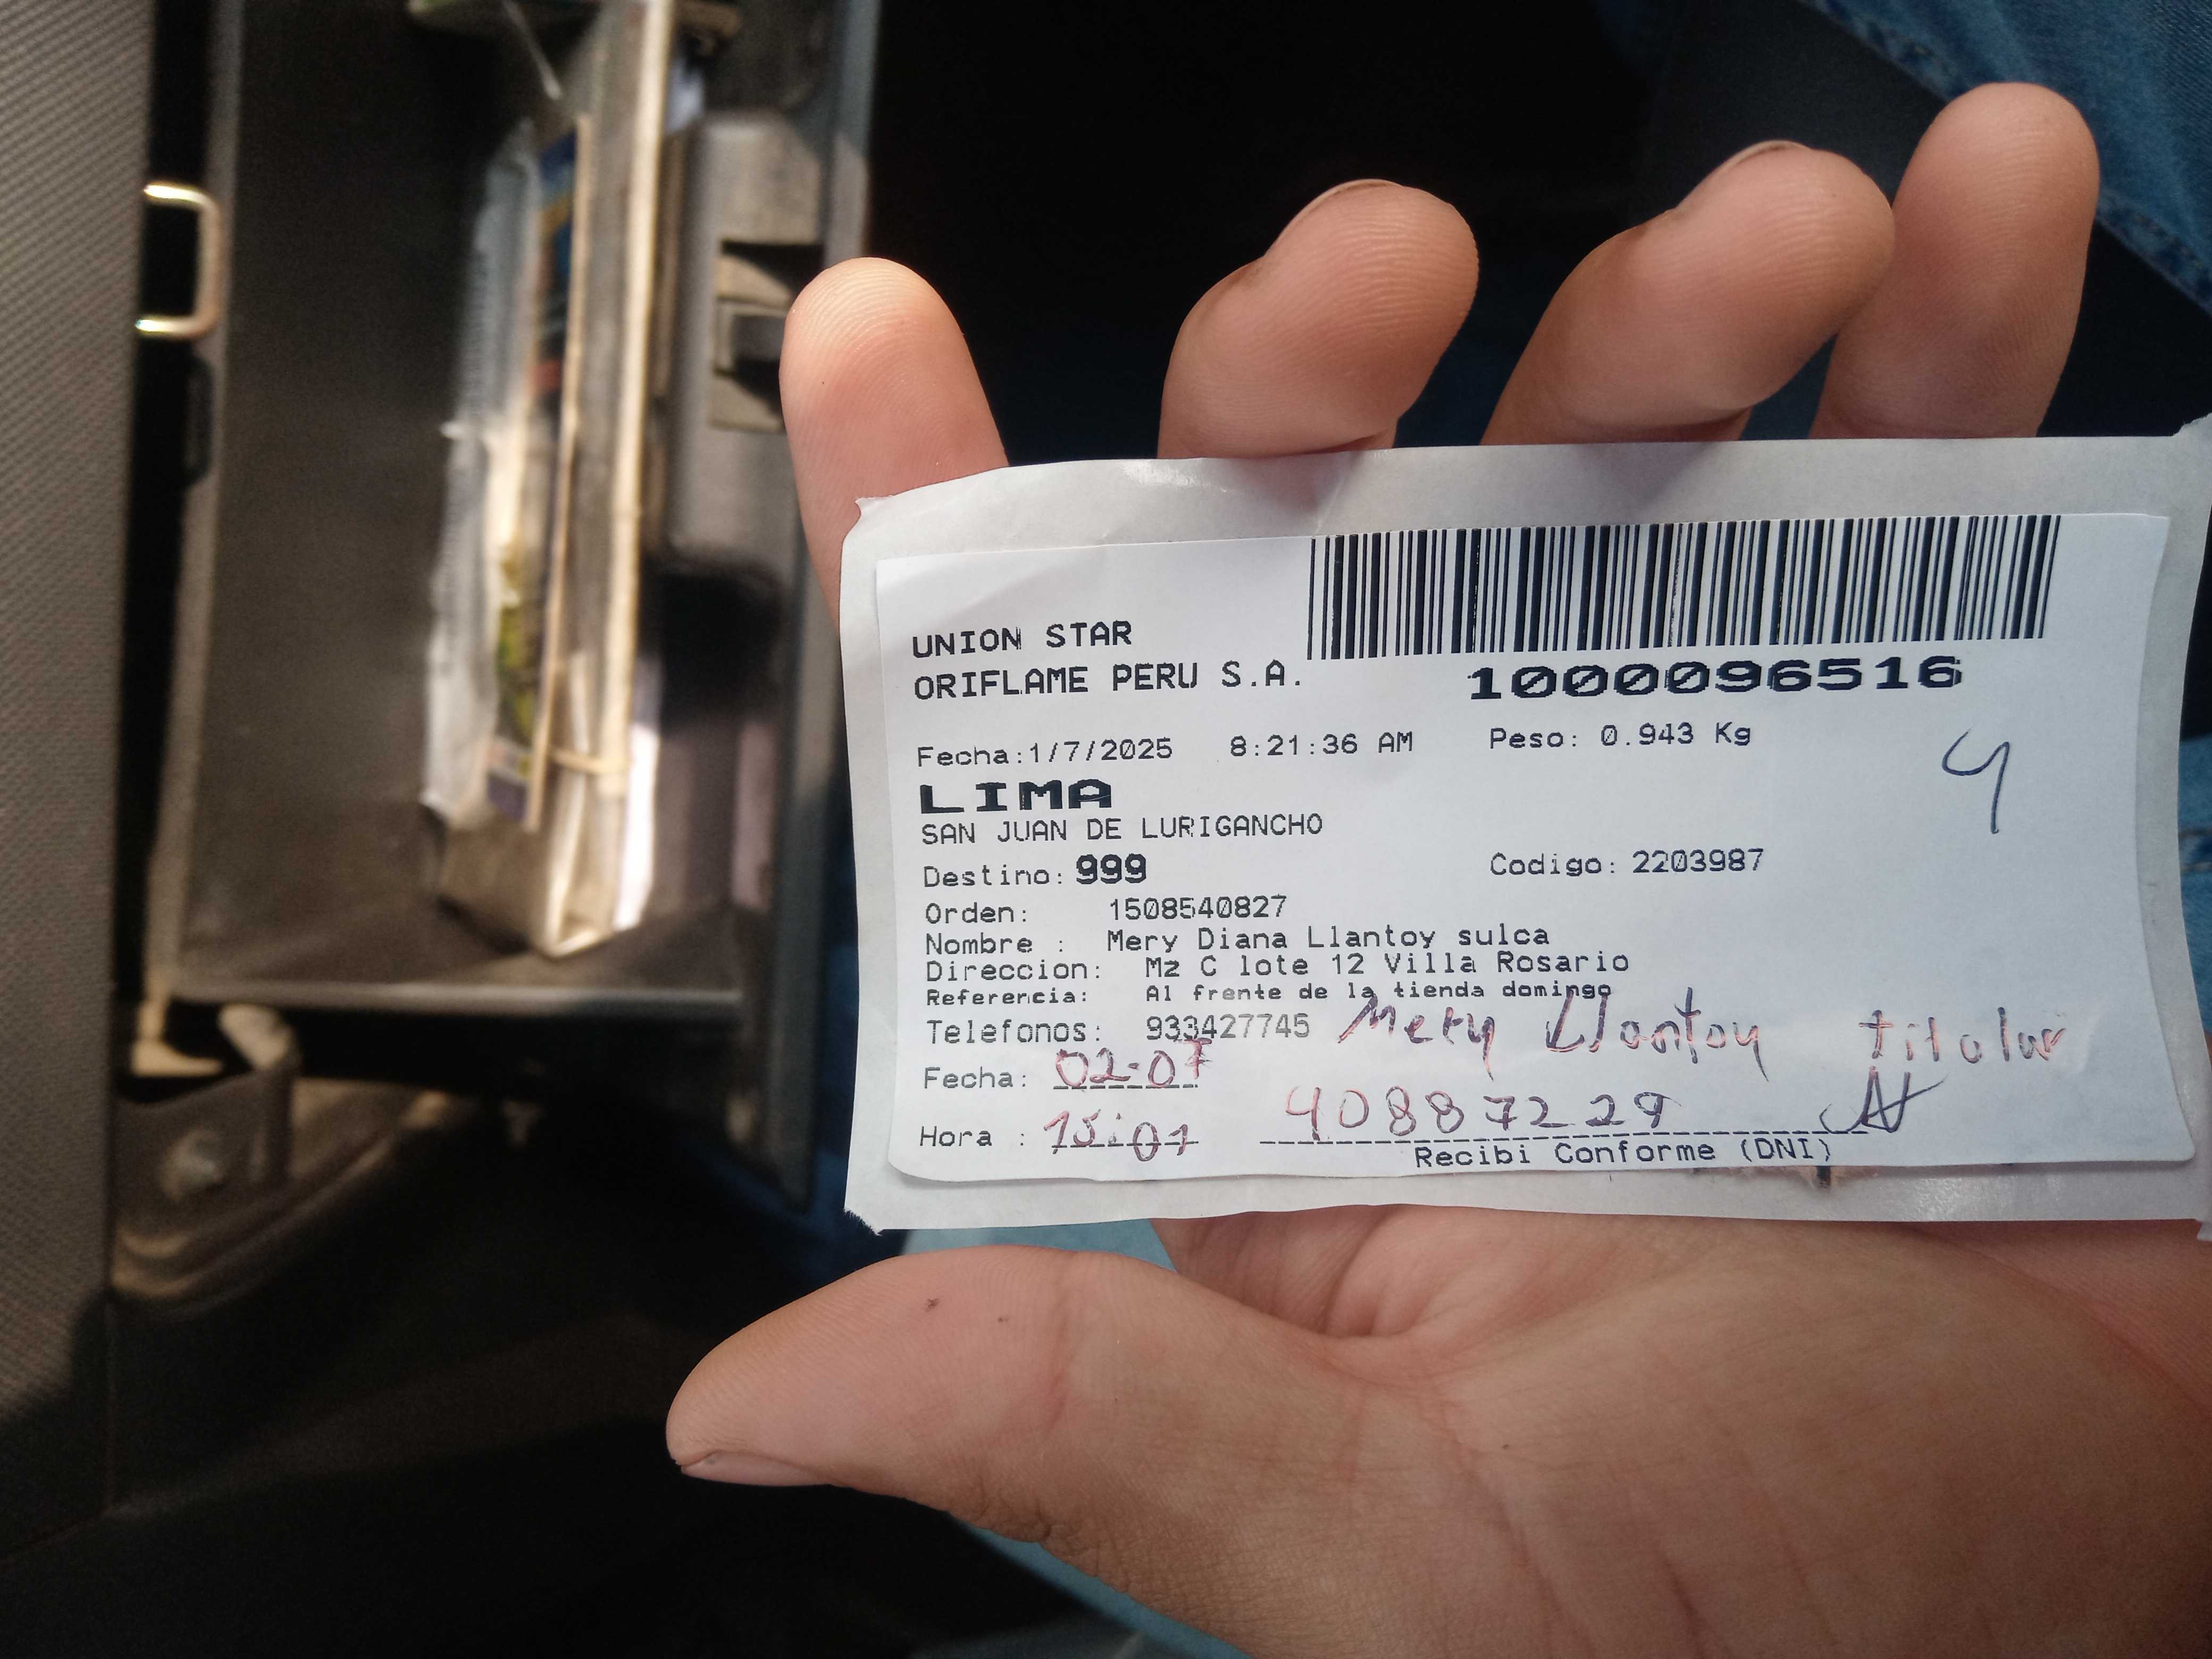 UNION STAR
ORIFLAME PERU S.A.
1000096516
Fecha:1/7/2025 8:21:36 AM Peso: 0.943 Kg
4
LIMA
SAN JUAN DE LURIGANCHO
Destino: 999 Codigo: 2203987
Orden: 1508540827
Nombre : Mery Diana Llantoy sulca
Direccion: Mz C lote 12 Villa Rosario
Referencia: Al frente de la tienda domingo
Telefonos: 933427745 Mery Llantoy titular
Fecha: 02-07
Hora : 15:01 40887229
Recibi Conforme (DNI)